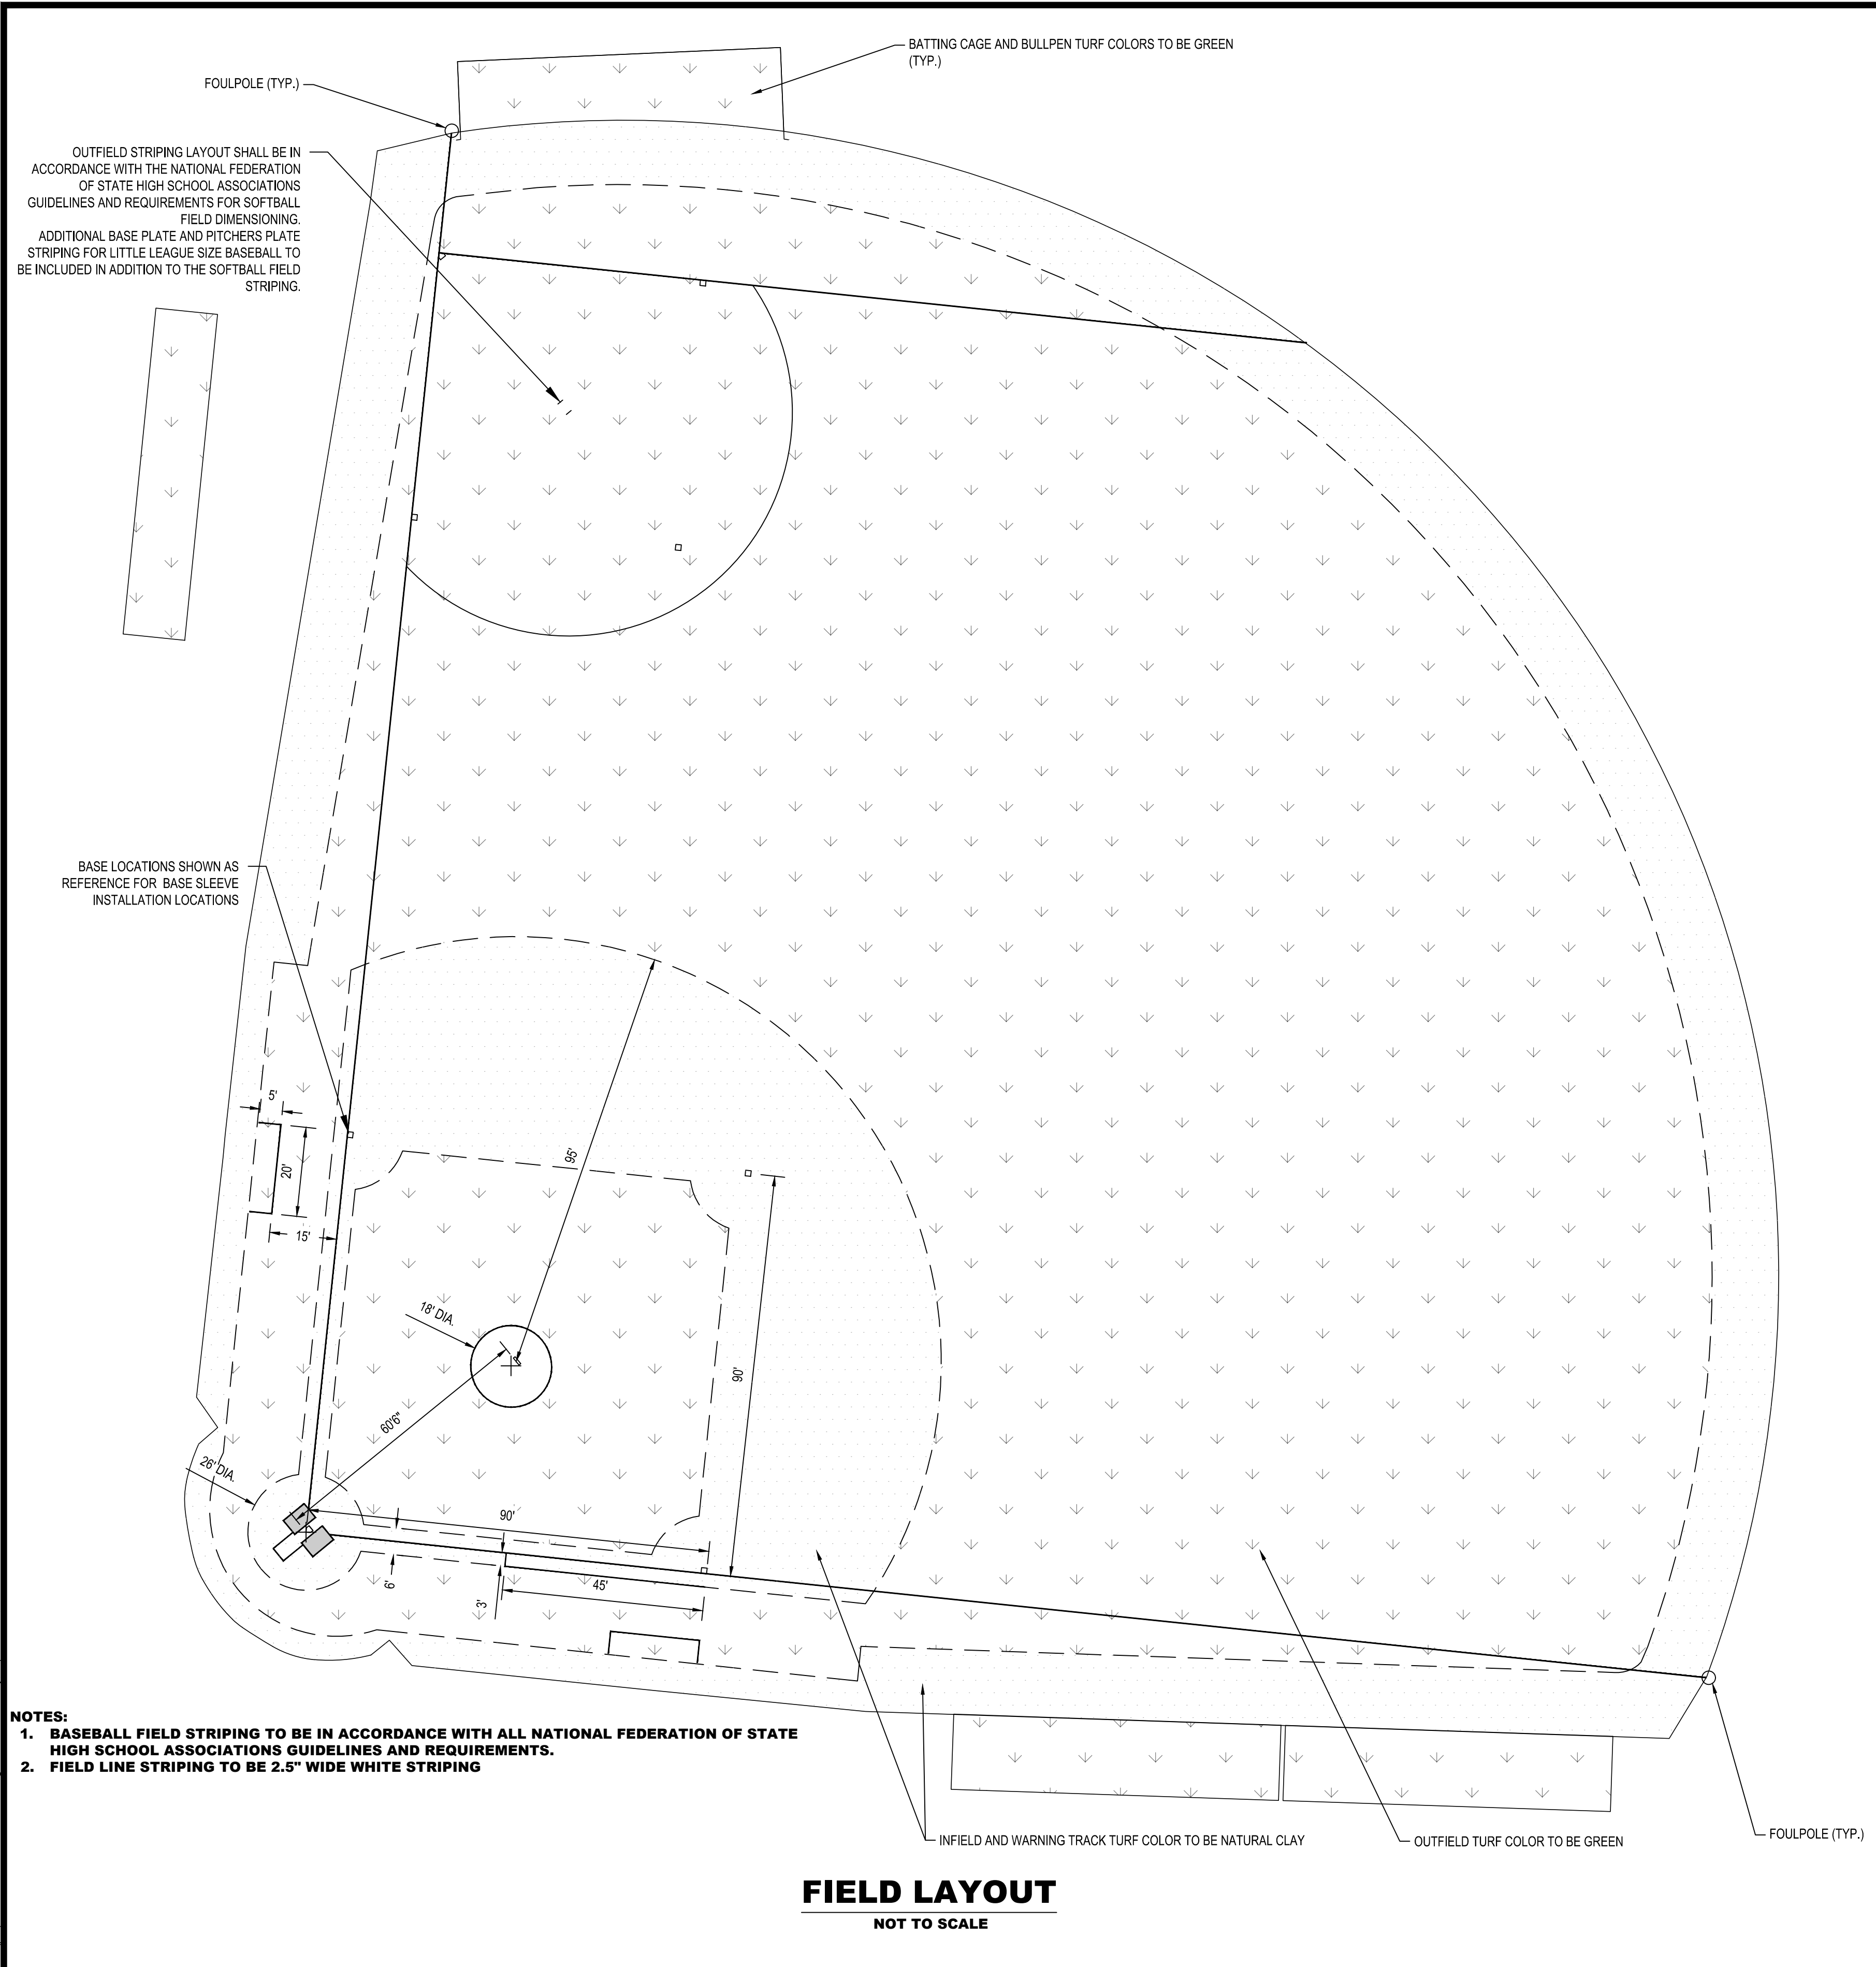 BATTING CAGE AND BULLPEN TURF COLORS TO BE GREEN
(TYP.)
FOULPOLE (TYP.)
OUTFIELD STRIPING LAYOUT SHALL BE IN
ACCORDANCE WITH THE NATIONAL FEDERATION
OF STATE HIGH SCHOOL ASSOCIATIONS
GUIDELINES AND REQUIREMENTS FOR SOFTBALL
FIELD DIMENSIONING.
ADDITIONAL BASE PLATE AND PITCHERS PLATE
STRIPING FOR LITTLE LEAGUE SIZE BASEBALL TO
BE INCLUDED IN ADDITION TO THE SOFTBALL FIELD
STRIPING.
BASE LOCATIONS SHOWN AS
REFERENCE FOR BASE SLEEVE
INSTALLATION LOCATIONS
5'
20'
15'
95'
18' DIA.
90'
60'6"
26' DIA.
90'
6'
3'
45'
NOTES:
1. BASEBALL FIELD STRIPING TO BE IN ACCORDANCE WITH ALL NATIONAL FEDERATION OF STATE
HIGH SCHOOL ASSOCIATIONS GUIDELINES AND REQUIREMENTS.
2. FIELD LINE STRIPING TO BE 2.5" WIDE WHITE STRIPING
INFIELD AND WARNING TRACK TURF COLOR TO BE NATURAL CLAY
OUTFIELD TURF COLOR TO BE GREEN
FOULPOLE (TYP.)
FIELD LAYOUT
NOT TO SCALE